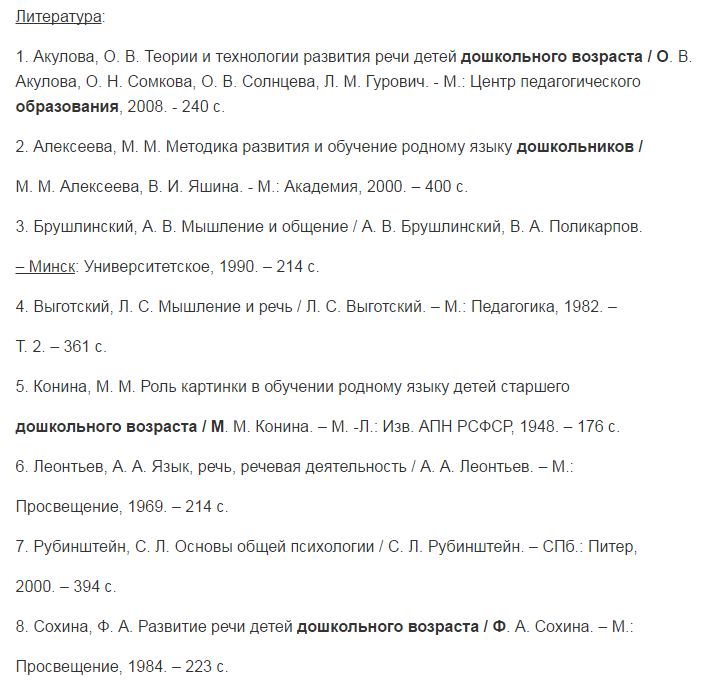 Литература:
1. Акулова, О. В. Теории и технологии развития речи детей дошкольного возраста / О. В.
Акулова, О. Н. Сомкова, О. В. Солнцева, Л. М. Гурович. - М.: Центр педагогического
образования, 2008. - 240 с.
2. Алексеева, М. М. Методика развития и обучение родному языку дошкольников /
М. М. Алексеева, В. И. Яшина. - М.: Академия, 2000. – 400 с.
3. Брушлинский, А. В. Мышление и общение / А. В. Брушлинский, В. А. Поликарпов.
– Минск: Университетское, 1990. – 214 с.
4. Выготский, Л. С. Мышление и речь / Л. С. Выготский. – М.: Педагогика, 1982. –
Т. 2. – 361 с.
5. Конина, М. М. Роль картинки в обучении родному языку детей старшего
дошкольного возраста / М. М. Конина. – М. -Л.: Изв. АПН РСФСР, 1948. – 176 с.
6. Леонтьев, А. А. Язык, речь, речевая деятельность / А. А. Леонтьев. – М.:
Просвещение, 1969. – 214 с.
7. Рубинштейн, С. Л. Основы общей психологии / С. Л. Рубинштейн. – СПб.: Питер,
2000. – 394 с.
8. Сохина, Ф. А. Развитие речи детей дошкольного возраста / Ф. А. Сохина. – М.:
Просвещение, 1984. – 223 с.